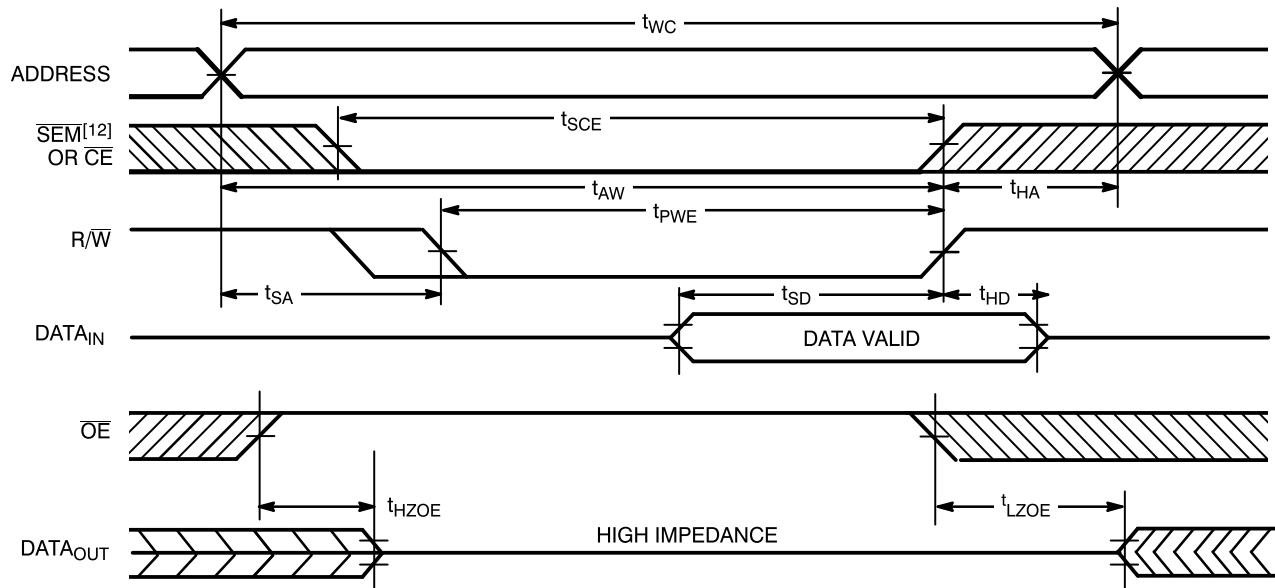 tWC
ADDRESS
tSCE
SEM[12]
OR CE
tAW
tHA
tPWE
R/W
tSA
tSD
tHD
DATAIN
DATA VALID
OE
tHZOE
tLZOE
HIGH IMPEDANCE
DATAOUT